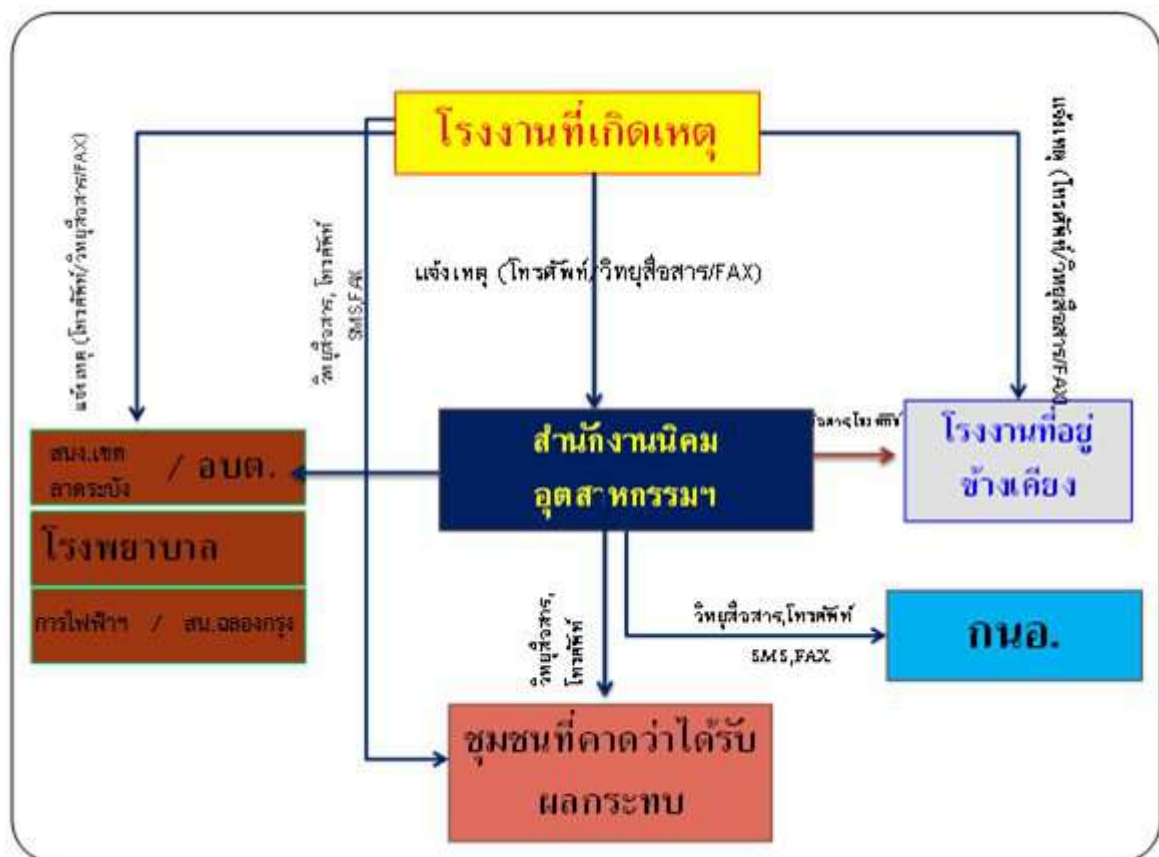 โรงงานที่เกิดเหตุ
แจ้งเหตุ (โทรศัพท์/วิทยุสื่อสาร/FAX)
วิทยุสื่อสาร, โทรศัพท์
SMS,FAX
แจ้งเหตุ (โทรศัพท์/วิทยุสื่อสาร/FAX)
แจ้งเหตุ (โทรศัพท์/วิทยุสื่อสาร/FAX)
สนง.เขต
ลาดระบัง / อบต.
โรงพยาบาล
การไฟฟ้าฯ / สน.ฉลองกรุง
สำนักงานนิคม
อุตสาหกรรมฯ
โรงงานที่อยู่
ข้างเคียง
วิทยุสื่อสาร,
โทรศัพท์
วิทยุสื่อสาร,โทรศัพท์
SMS,FAX
กนอ.
ชุมชนที่คาดว่าได้รับ
ผลกระทบ